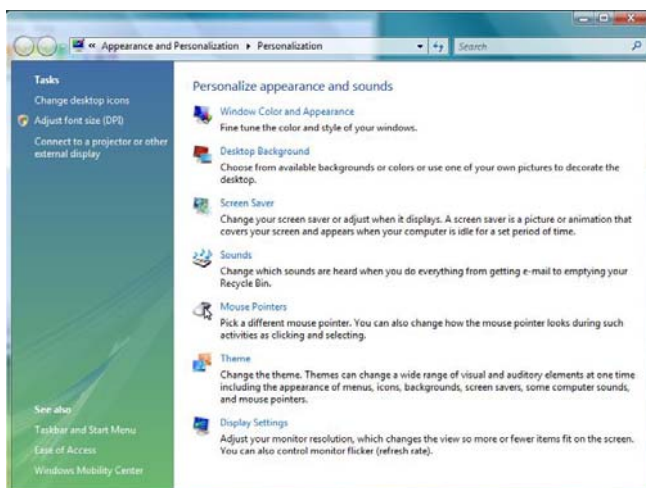 « Appearance and Personalization ▸ Personalization
Search
Tasks
Change desktop icons
Adjust font size (DPI)
Connect to a projector or other
external display
See also
Taskbar and Start Menu
Ease of Access
Windows Mobility Center
Personalize appearance and sounds
Window Color and Appearance
Fine tune the color and style of your windows.
Desktop Background
Choose from available backgrounds or colors or use one of your own pictures to decorate the
desktop.
Screen Saver
Change your screen saver or adjust when it displays. A screen saver is a picture or animation that
covers your screen and appears when your computer is idle for a set period of time.
Sounds
Change which sounds are heard when you do everything from getting e-mail to emptying your
Recycle Bin.
Mouse Pointers
Pick a different mouse pointer. You can also change how the mouse pointer looks during such
activities as clicking and selecting.
Theme
Change the theme. Themes can change a wide range of visual and auditory elements at one time
including the appearance of menus, icons, backgrounds, screen savers, some computer sounds,
and mouse pointers.
Display Settings
Adjust your monitor resolution, which changes the view so more or fewer items fit on the screen.
You can also control monitor flicker (refresh rate).